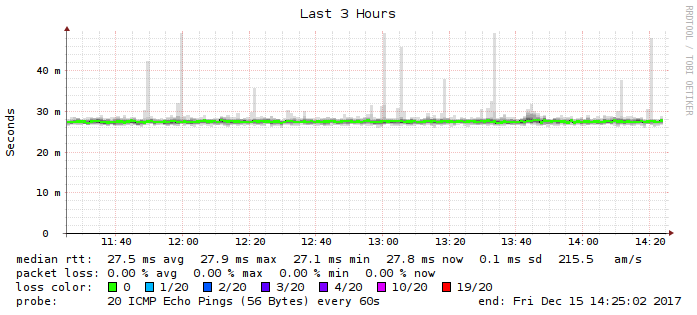 Last 3 Hours
RRDTOOL / TOBI OETIKER
Seconds
40 m
30 m
20 m
10 m
0
11:40 12:00 12:20 12:40 13:00 13:20 13:40 14:00 14:20
median rtt: 27.5 ms avg 27.9 ms max 27.1 ms min 27.8 ms now 0.1 ms sd 215.5 am/s
packet loss: 0.00 % avg 0.00 % max 0.00 % min 0.00 % now
loss color: 0 1/20 2/20 3/20 4/20 10/20 19/20
probe: 20 ICMP Echo Pings (56 Bytes) every 60s end: Fri Dec 15 14:25:02 2017